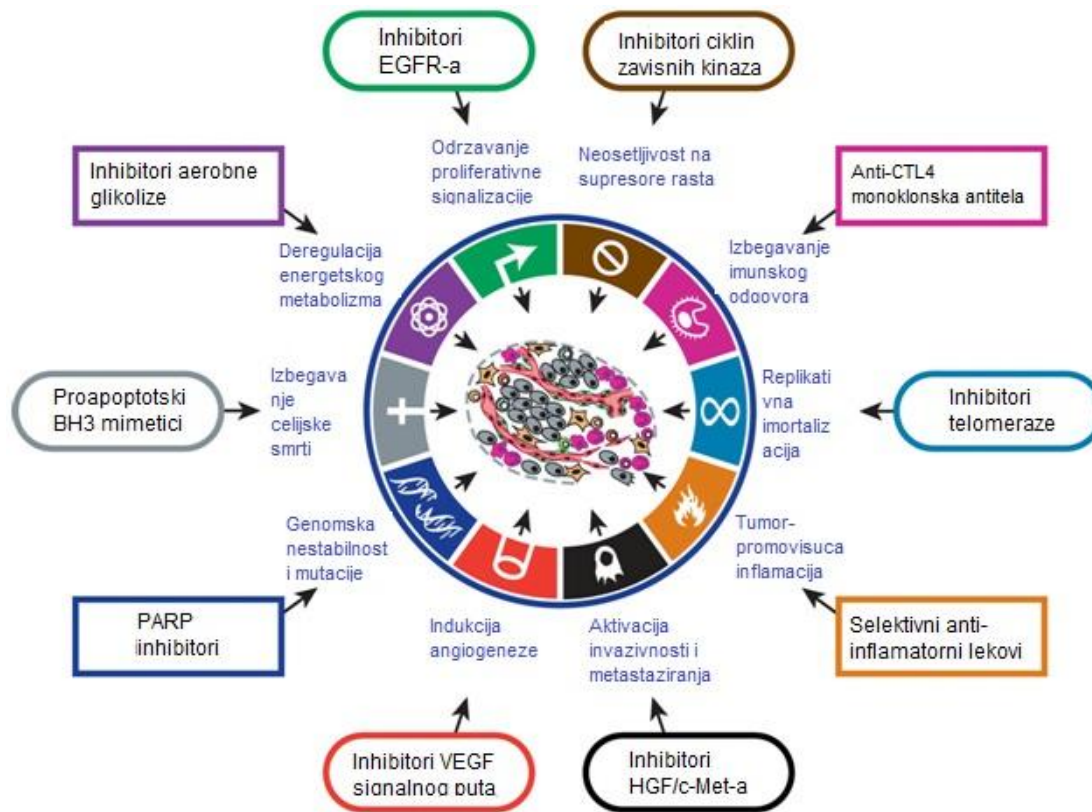 Inhibitori
EGFR-a
Inhibitori ciklin
zavisnih kinaza
Odrzavanje
proliferativne
signalizacije
Neosetljivost na
supresore rasta
Inhibitori aerobne
glikolize
Anti-CTL4
monoklonska antitela
Deregulacija
energetskog
metabolizma
Izbegavanje
imunskog
odgovora
Proapoptotski
BH3 mimetici
Izbegava
nje
celijske
smrti
Replikati
vna
imortaliz
acija
Inhibitori
telomeraze
Genomska
nestabilnost
i mutacije
Tumor-
promovisuca
inflamacija
PARP
inhibitori
Indukcija
angiogeneze
Aktivacija
invazivnosti i
metastaziranja
Selektivni anti-
inflamatorni lekovi
Inhibitori VEGF
signalnog puta
Inhibitori
HGF/c-Met-a